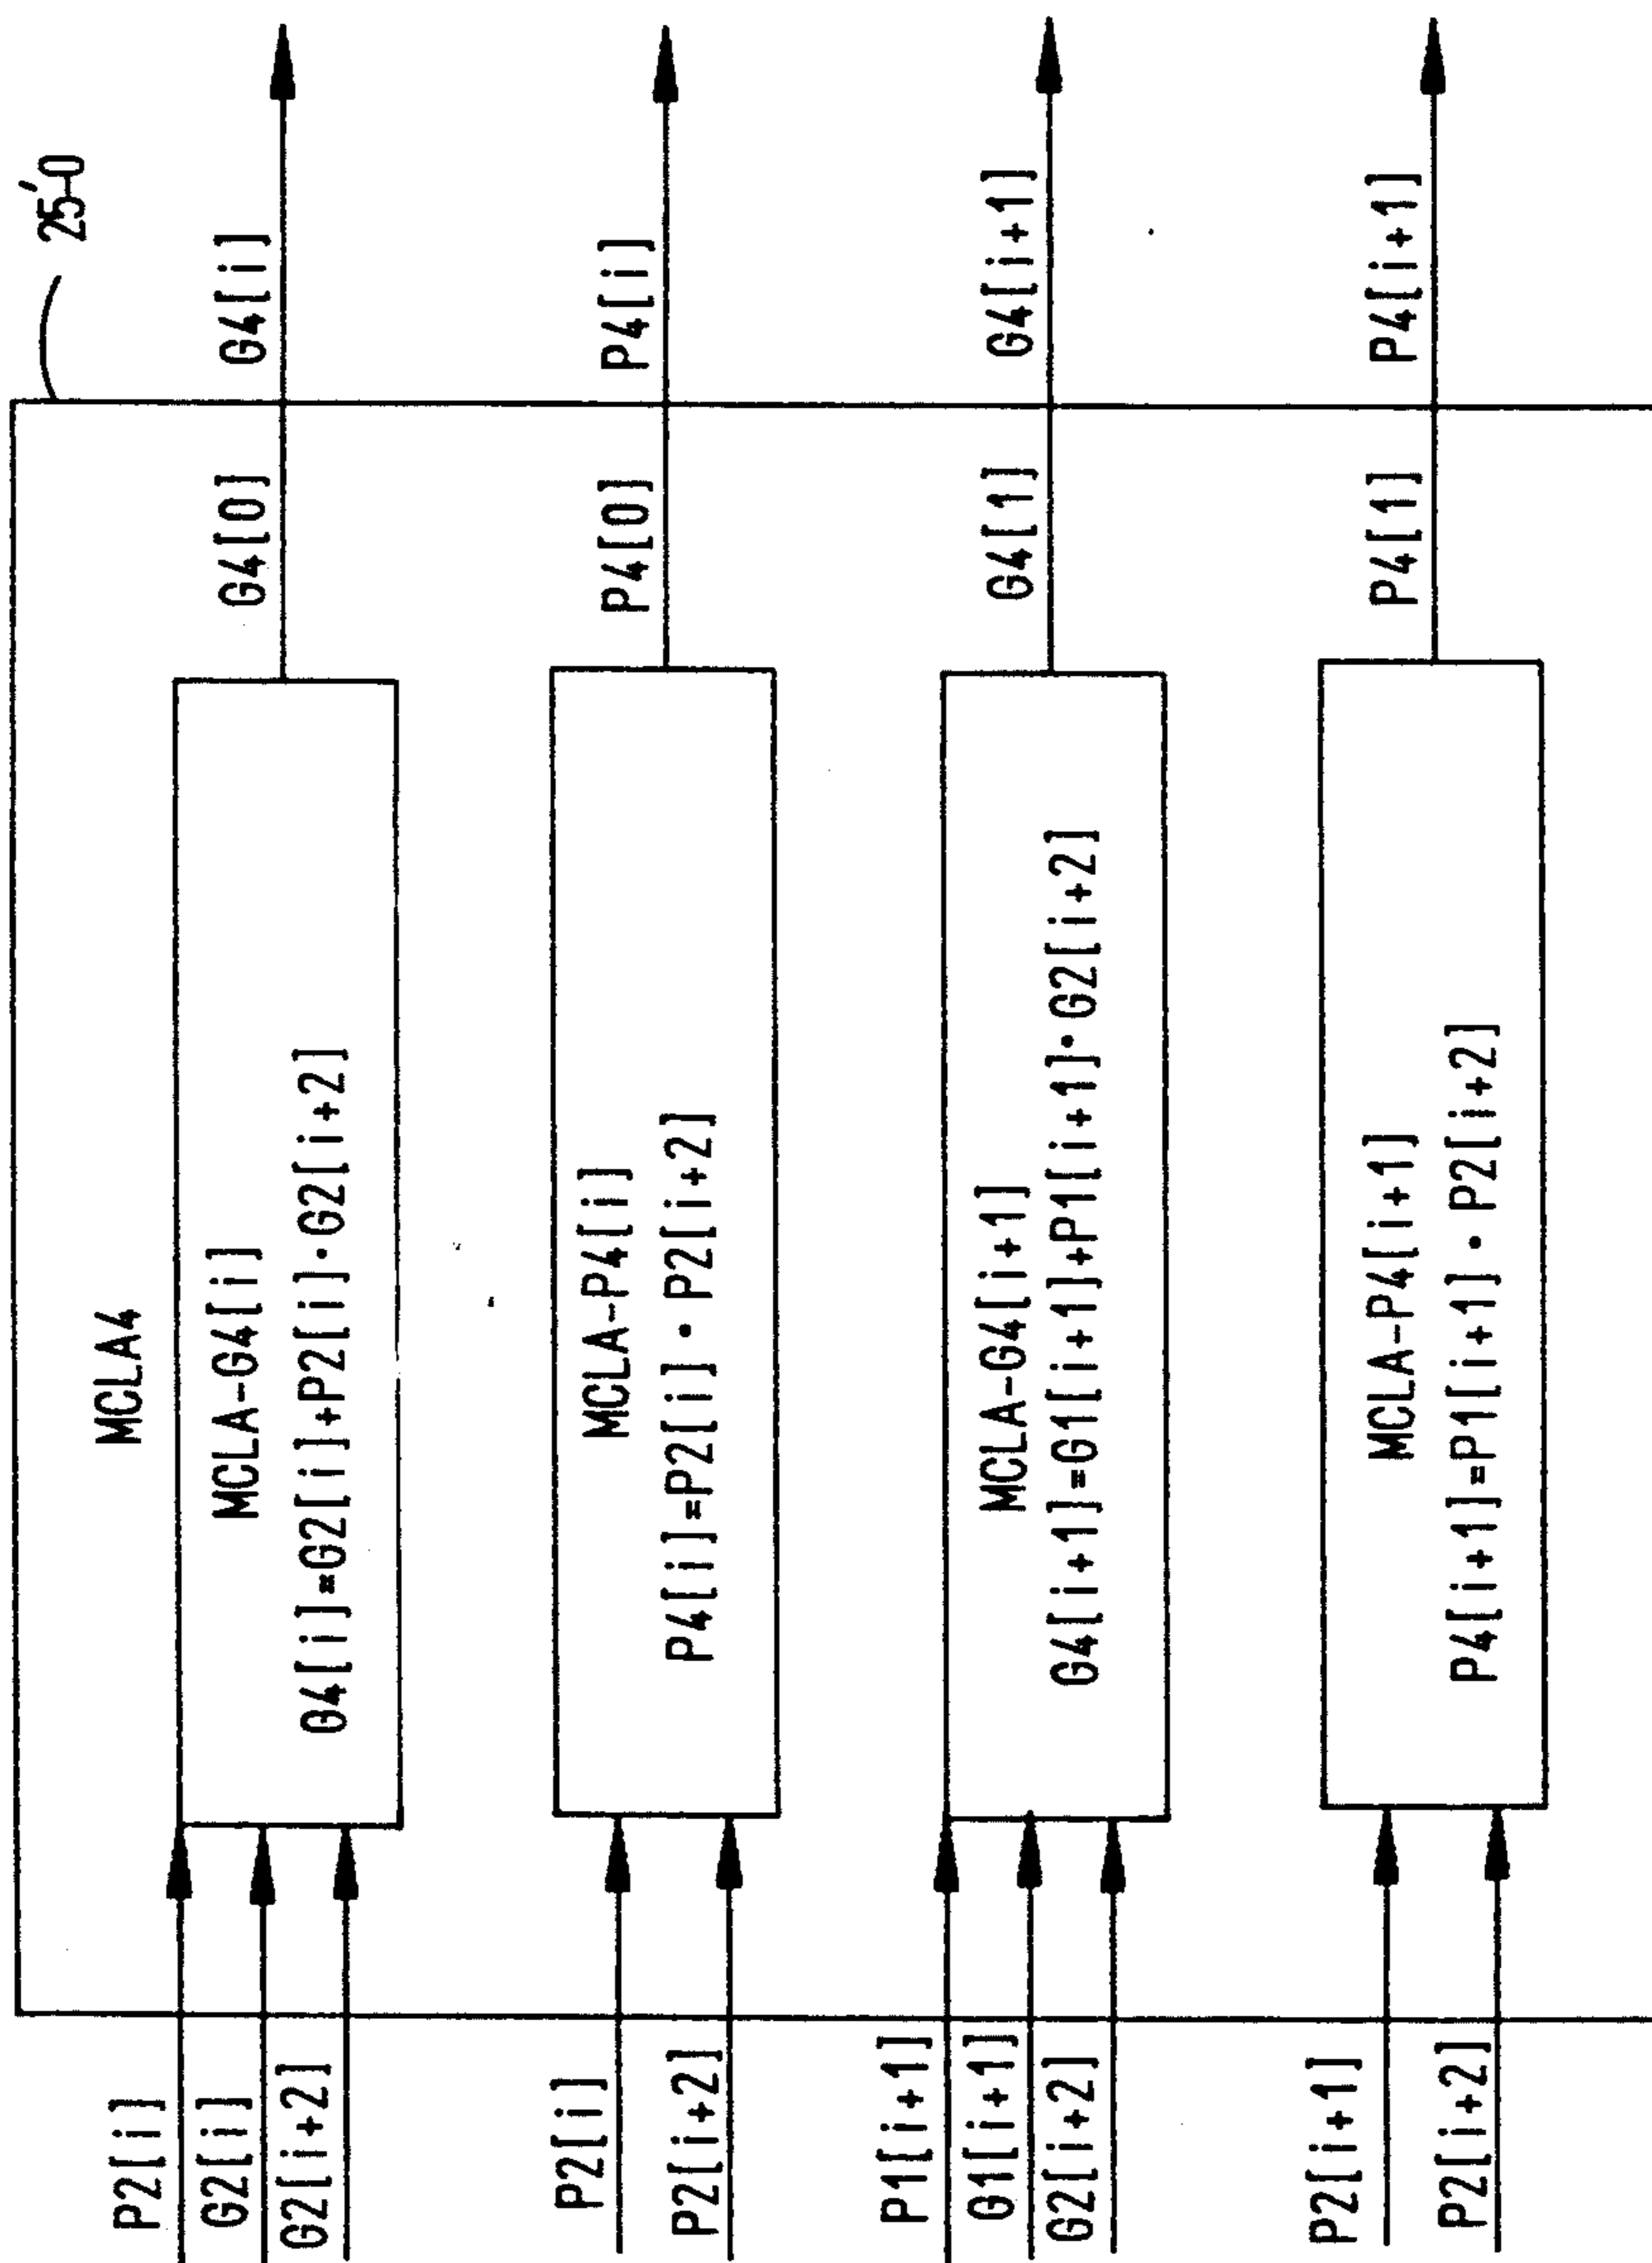 25'-0
MCLA4
P2[i]
G2[i]
G2[i+2]
MCLA-G4[i]
G4[i]=G2[i]+P2[i]·G2[i+2]
G4[0]
G4[i]
P2[i]
P2[i+2]
MCLA-P4[i]
P4[i]=P2[i]·P2[i+2]
P4[0]
P4[i]
P1[i+1]
G1[i+1]
G2[i+2]
MCLA-G4[i+1]
G4[i+1]=G1[i+1]+P1[i+1]·G2[i+2]
G4[1]
G4[i+1]
P2[i+1]
P2[i+2]
MCLA-P4[i+1]
P4[i+1]=P1[i+1]·P2[i+2]
P4[1]
P4[i+1]